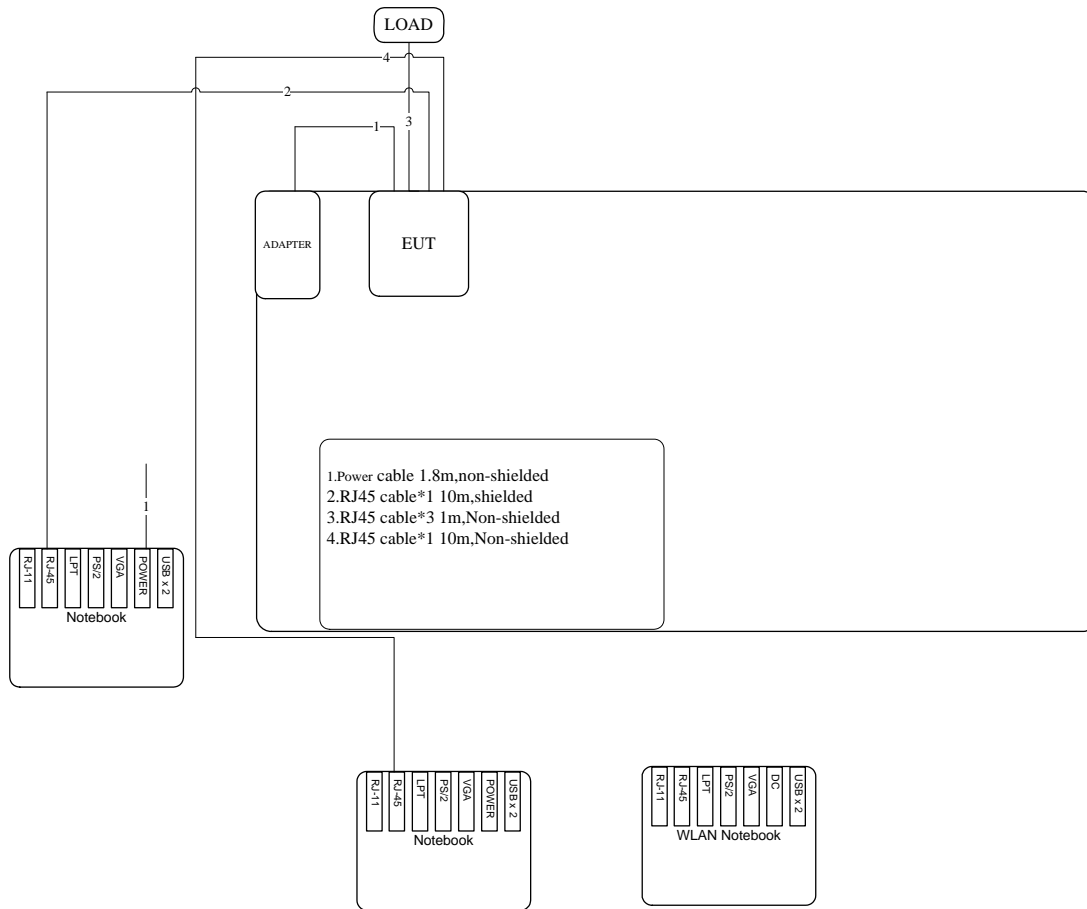 LOAD
4
2
1
3
ADAPTER
EUT
1.Power cable 1.8m,non-shielded
2.RJ45 cable*1 10m,shielded
3.RJ45 cable*3 1m,Non-shielded
4.RJ45 cable*1 10m,Non-shielded
1
RJ-11
RJ-45
LPT
PS/2
VGA
POWER
USB x 2
Notebook
RJ-11
RJ-45
LPT
PS/2
VGA
POWER
USB x 2
Notebook
RJ-11
RJ-45
LPT
PS/2
VGA
DC
USB x 2
WLAN Notebook